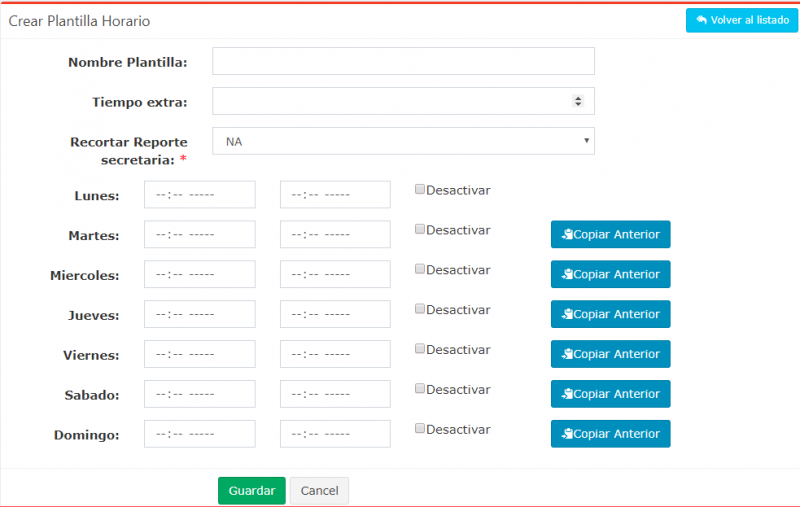 Crear Plantilla Horario
Volver al listado
Nombre Plantilla:
Tiempo extra:
Recortar Reporte
secretaria: *
NA
Lunes: --:-- ----- --:-- ----- Desactivar
Martes: --:-- ----- --:-- ----- Desactivar Copiar Anterior
Miercoles: --:-- ----- --:-- ----- Desactivar Copiar Anterior
Jueves: --:-- ----- --:-- ----- Desactivar Copiar Anterior
Viernes: --:-- ----- --:-- ----- Desactivar Copiar Anterior
Sabado: --:-- ----- --:-- ----- Desactivar Copiar Anterior
Domingo: --:-- ----- --:-- ----- Desactivar Copiar Anterior
Guardar Cancel